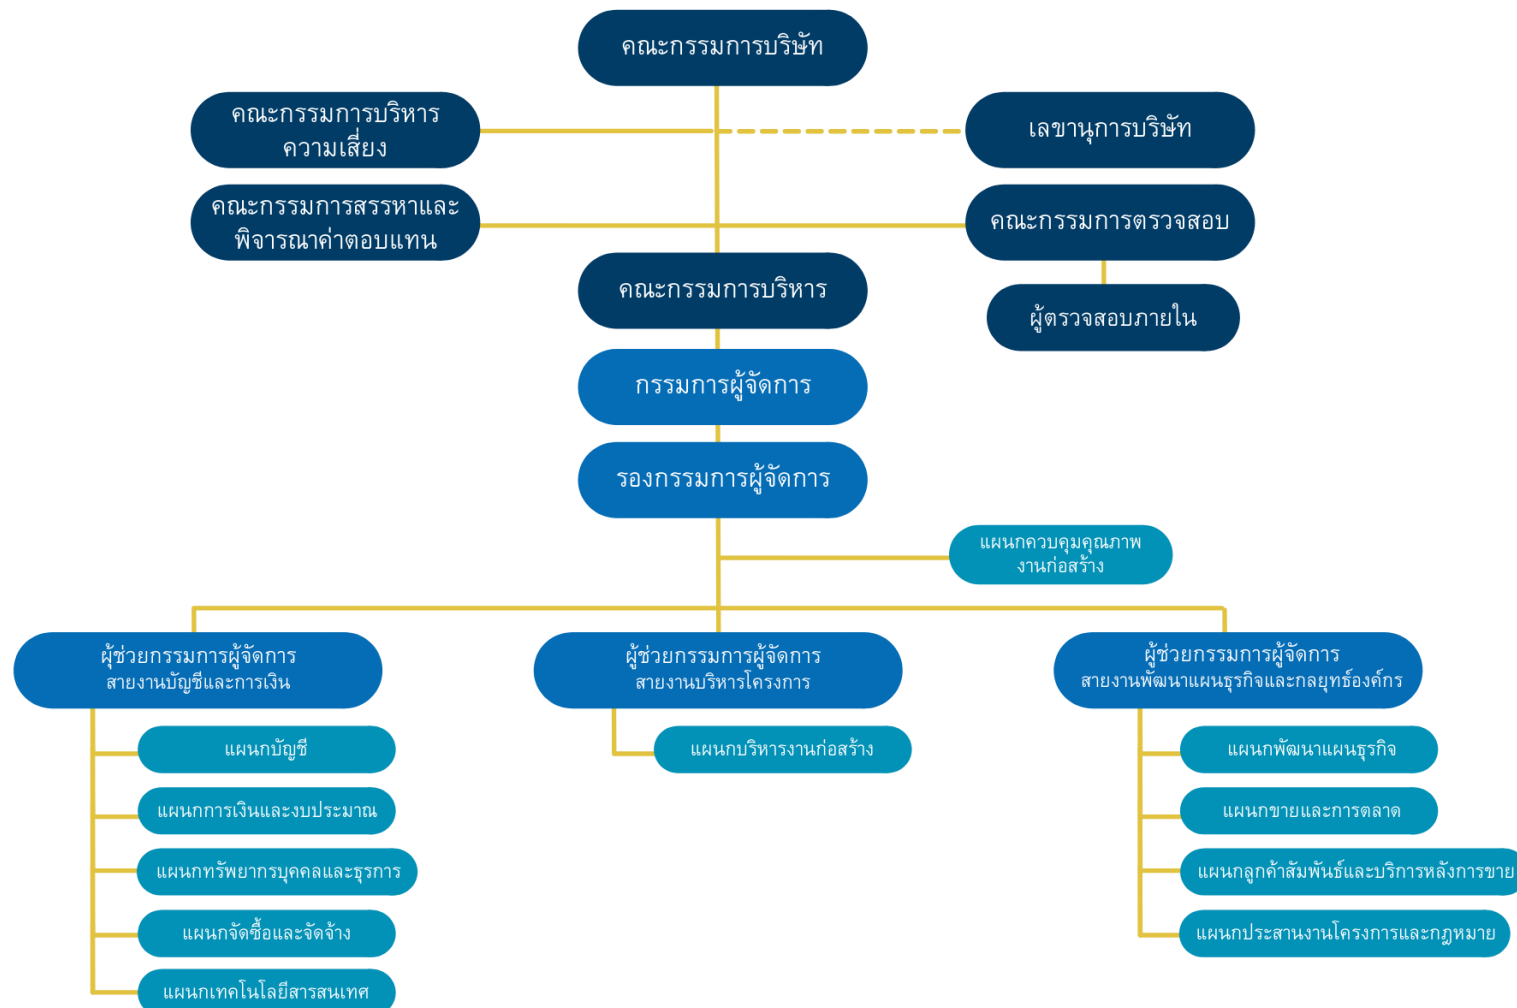 คณะกรรมการบริษัท
คณะกรรมการบริหาร
ความเสี่ยง
เลขานุการบริษัท
คณะกรรมการสรรหาและ
พิจารณาค่าตอบแทน
คณะกรรมการตรวจสอบ
คณะกรรมการบริหาร
ผู้ตรวจสอบภายใน
กรรมการผู้จัดการ
รองกรรมการผู้จัดการ
แผนกควบคุมคุณภาพ
งานก่อสร้าง
ผู้ช่วยกรรมการผู้จัดการ
สายงานบัญชีและการเงิน
แผนกบัญชี
แผนกการเงินและงบประมาณ
แผนกทรัพยากรบุคคลและธุรการ
แผนกจัดซื้อและจัดจ้าง
แผนกเทคโนโลยีสารสนเทศ
ผู้ช่วยกรรมการผู้จัดการ
สายงานบริหารโครงการ
แผนกบริหารงานก่อสร้าง
ผู้ช่วยกรรมการผู้จัดการ
สายงานพัฒนาแผนธุรกิจและกลยุทธ์องค์กร
แผนกพัฒนาแผนธุรกิจ
แผนกขายและการตลาด
แผนกลูกค้าสัมพันธ์และบริการหลังการขาย
แผนกประสานงานโครงการและกฎหมาย